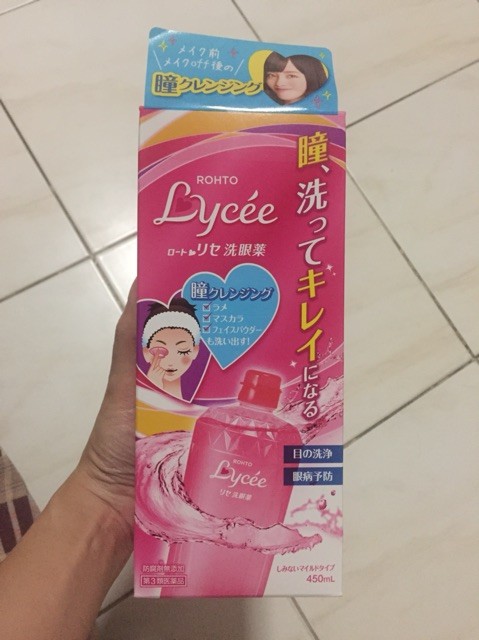 メイク前
メイクoff後の
瞳クレンジング
瞳、洗ってキレイになる
ROHTO
Lycée
ロートリセ洗眼薬
瞳クレンジング
ラメ
マスカラ
フェイスパウダー
も洗い出す!
ROHTO
Lycée
リセ洗眼薬
目の洗浄
眼病予防
防腐剤無添加
第3類医薬品
しみないマイルドタイプ
450mL